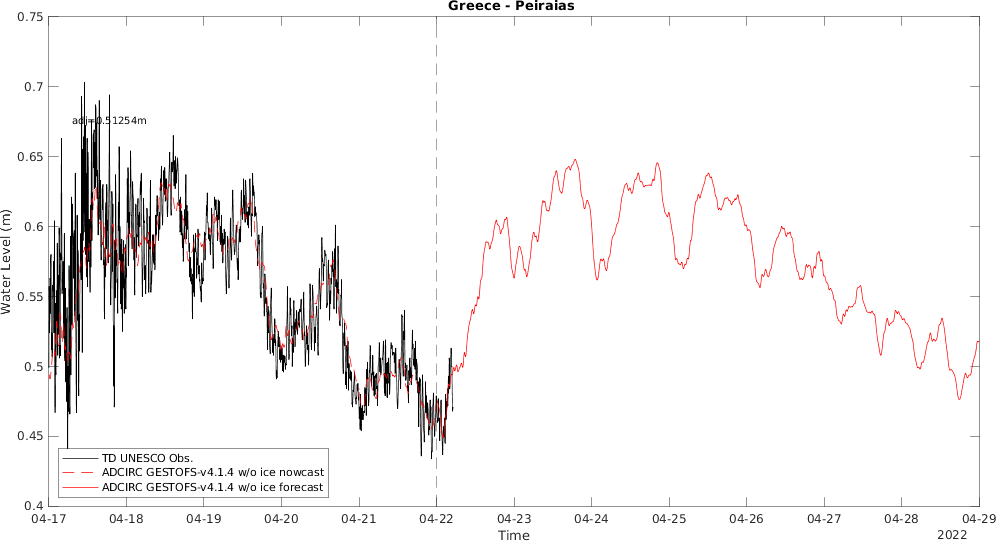 Greece - Peiraias
0.75
0.7
0.65
0.6
0.55
0.5
0.45
0.4
Water Level (m)
adj=0.51254m
TD UNESCO Obs.
ADCIRC GESTOFS-v4.1.4 w/o ice nowcast
ADCIRC GESTOFS-v4.1.4 w/o ice forecast
04-17 04-18 04-19 04-20 04-21 04-22 04-23 04-24 04-25 04-26 04-27 04-28 04-29
Time
2022